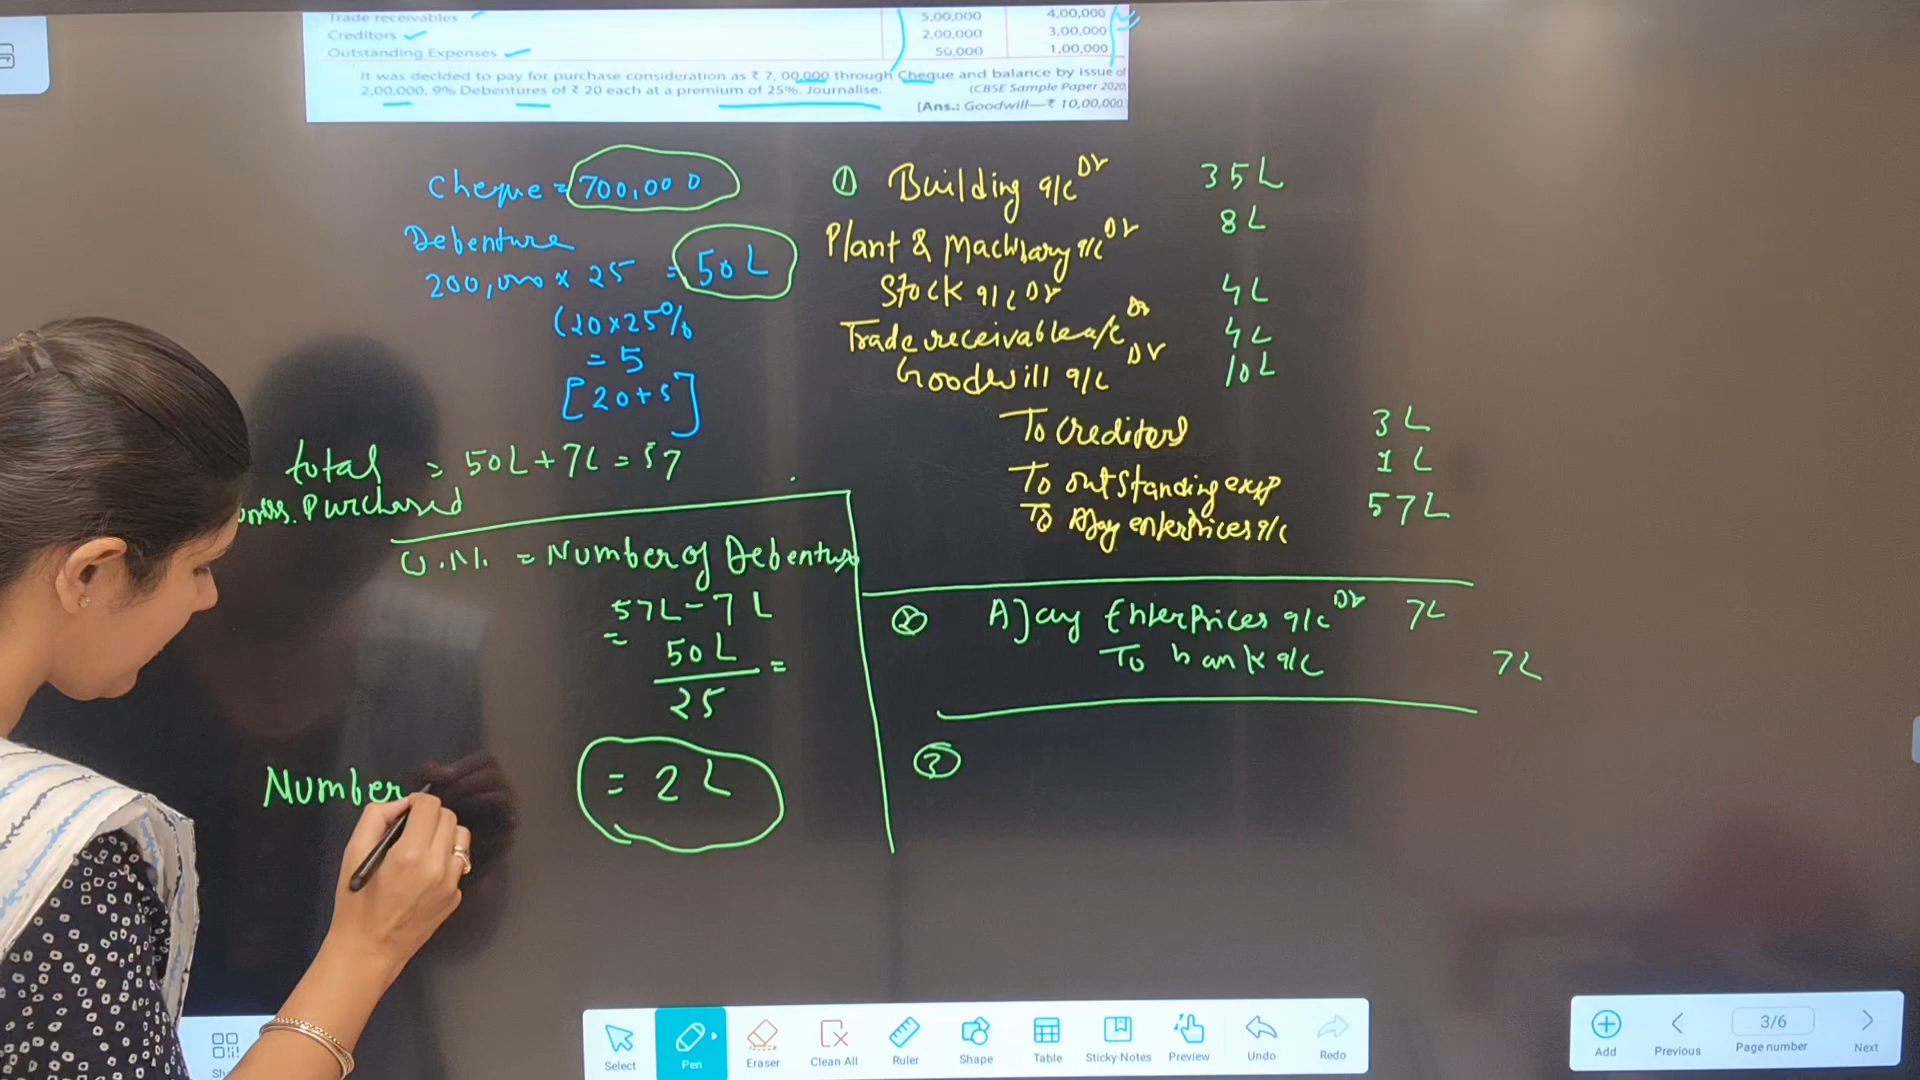 Trade receivables 5,00,000 4,00,000
Creditors 2,00,000 3,00,000
Outstanding Expenses 50,000 1,00,000
It was decided to pay for purchase consideration as ₹ 7, 00,000 through Cheque and balance by issue of
2,00,000, 9% Debentures of ₹ 20 each at a premium of 25%. Journalise. (CBSE Sample Paper 2020
[Ans.: Goodwill—₹ 10,00,000
Cheque = 700,000
Debenture
200,000 × 25 = 50L
(20×25%
= 5
[20+5]
total = 50L+7L = 57
Purchased
= Number of Debenture
57L-7L
= 50L =
25
= 2L
Number
① Building a/c Dr 35L
Plant & Machinary a/c Dr 8L
Stock a/c Dr 4L
Trade receivable a/c Dr 4L
Goodwill a/c Dr 10L
To Creditors 3L
To outstanding exp 1L
To Ajay enterprices a/c 57L
② Ajay Enterprices a/c Dr 7L
To bank a/c 7L
③
Select
Pen
Eraser
Clean All
Ruler
Shape
Table
Sticky Notes
Preview
Undo
Redo
Add
Previous
3/6
Page number
Next